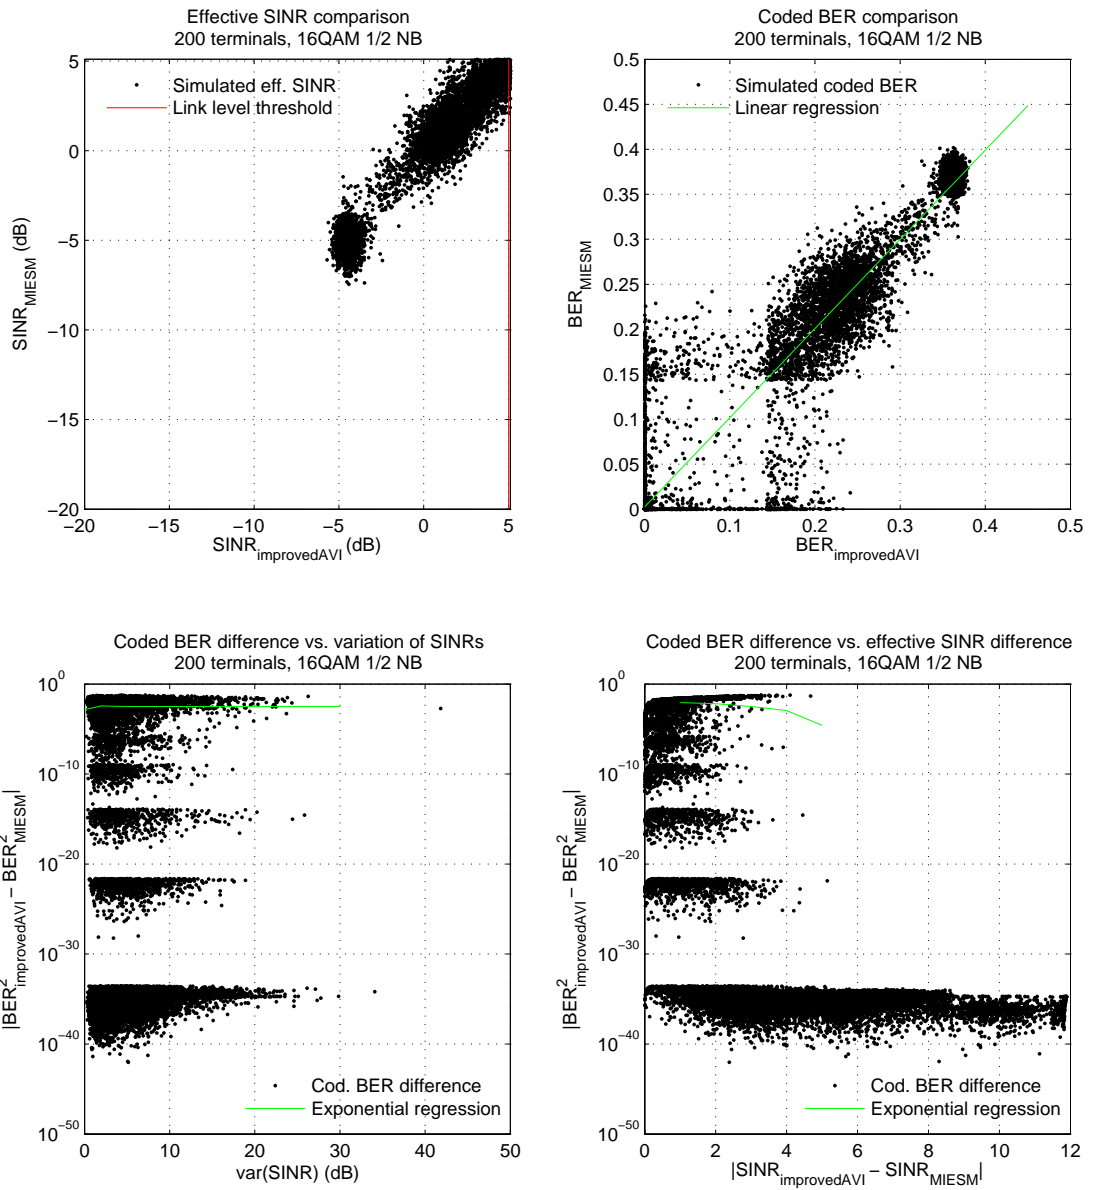 Effective SINR comparison
200 terminals, 16QAM 1/2 NB
Simulated eff. SINR
Link level threshold
5
0
−5
−10
−15
−20
SINR_MIESM (dB)
−20 −15 −10 −5 0 5
SINR_improvedAVI (dB)
Coded BER comparison
200 terminals, 16QAM 1/2 NB
Simulated coded BER
Linear regression
0.5
0.45
0.4
0.35
0.3
0.25
0.2
0.15
0.1
0.05
0
BER_MIESM
0 0.1 0.2 0.3 0.4 0.5
BER_improvedAVI
Coded BER difference vs. variation of SINRs
200 terminals, 16QAM 1/2 NB
10^0
10^−10
10^−20
10^−30
10^−40
10^−50
|BER^2_improvedAVI − BER^2_MIESM|
Cod. BER difference
Exponential regression
0 10 20 30 40 50
var(SINR) (dB)
Coded BER difference vs. effective SINR difference
200 terminals, 16QAM 1/2 NB
10^0
10^−10
10^−20
10^−30
10^−40
10^−50
|BER^2_improvedAVI − BER^2_MIESM|
Cod. BER difference
Exponential regression
0 2 4 6 8 10 12
|SINR_improvedAVI − SINR_MIESM|